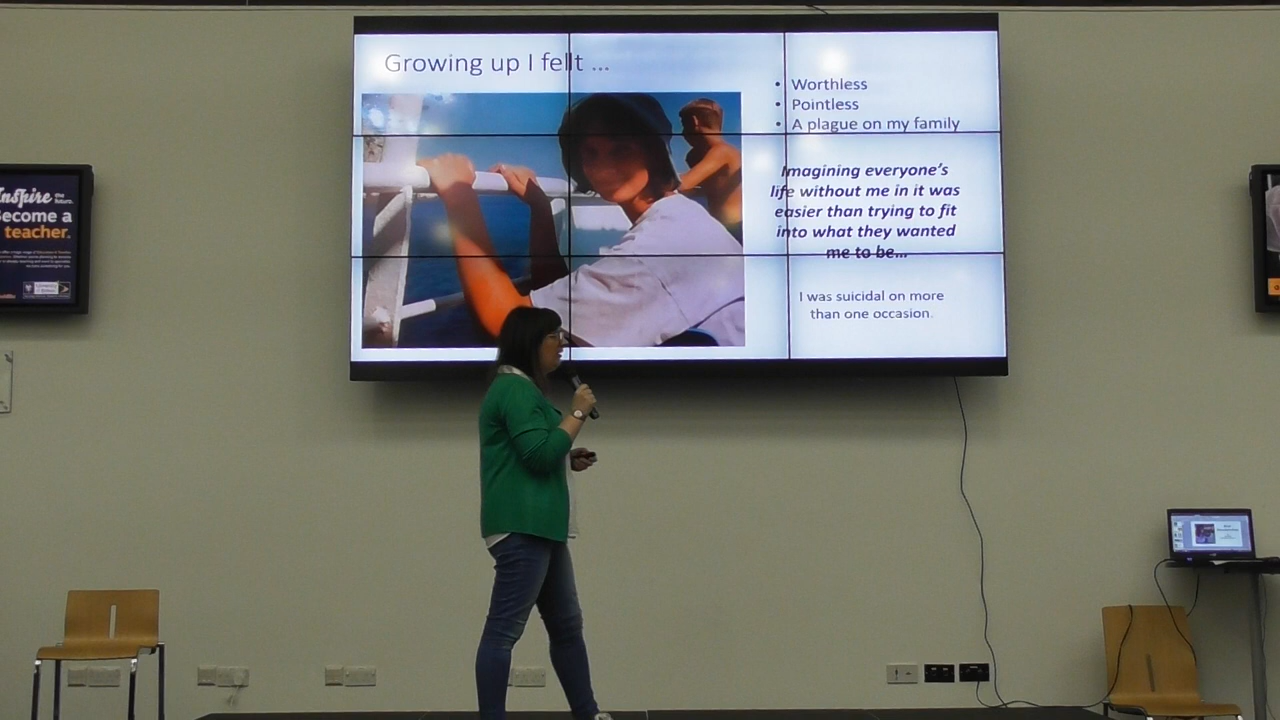 Growing up I felt ...
• Worthless
• Pointless
• A plague on my family
Imagining everyone's
life without me in it was
easier than trying to fit
into what they wanted
me to be...
I was suicidal on more
than one occasion.
Inspire the
future.
Become a
teacher.